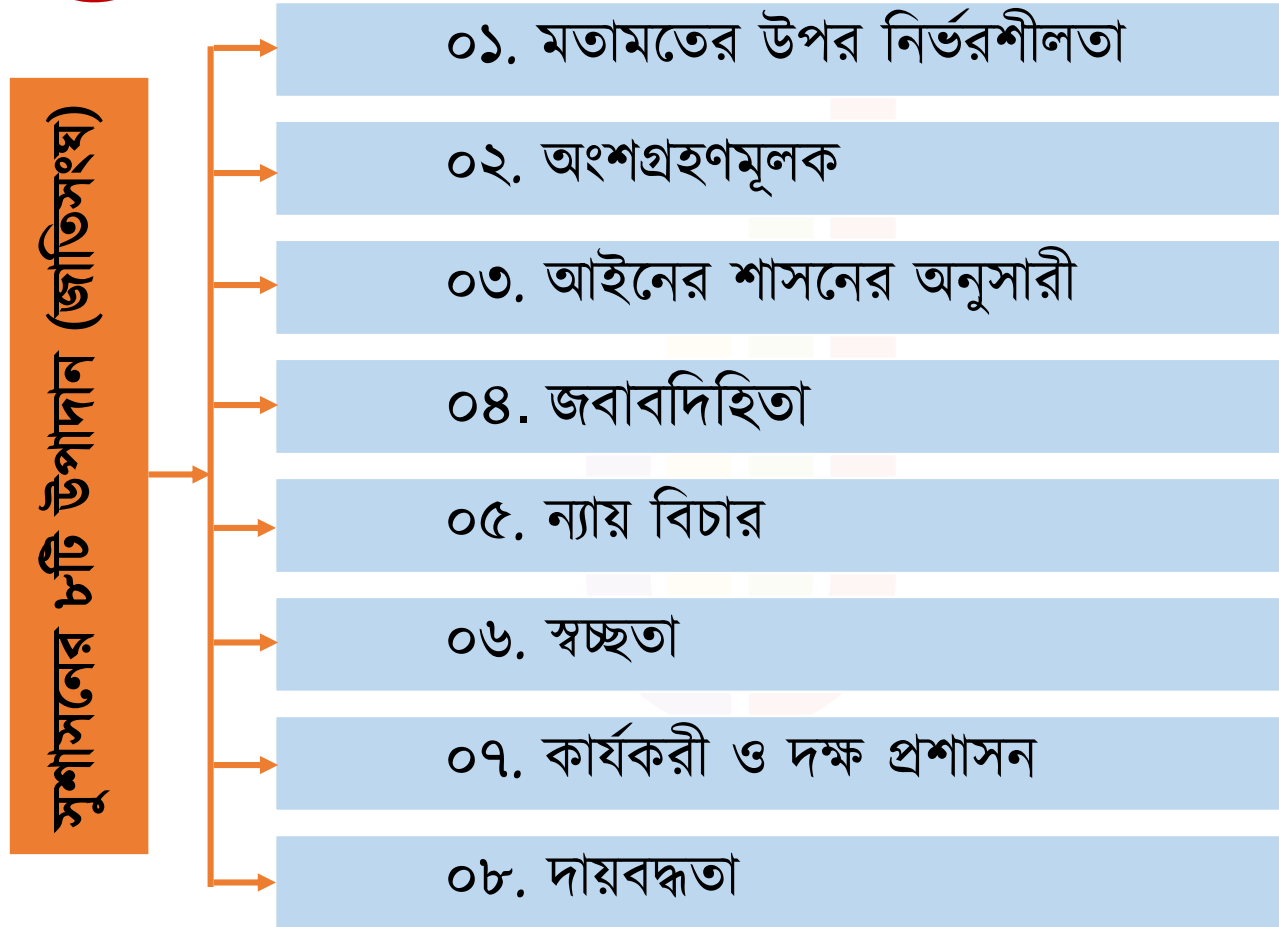 সুশাসনের ৮টি উপাদান (জাতিসংঘ)
০১. মতামতের উপর নির্ভরশীলতা
০২. অংশগ্রহণমূলক
০৩. আইনের শাসনের অনুসারী
০৪. জবাবদিহিতা
০৫. ন্যায় বিচার
০৬. স্বচ্ছতা
০৭. কার্যকরী ও দক্ষ প্রশাসন
০৮. দায়বদ্ধতা